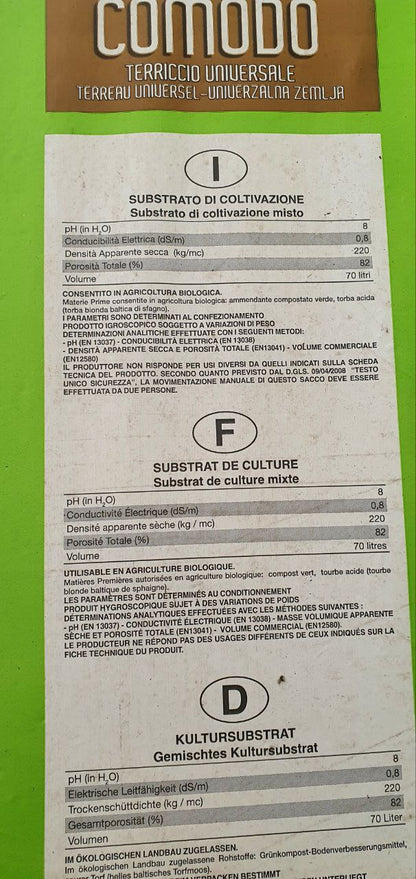 COMODO
TERRICCIO UNIVERSALE
TERREAU UNIVERSEL-UNIVERZALNA ZEMLJA
I
SUBSTRATO DI COLTIVAZIONE
Substrato di coltivazione misto
pH (in H2O) 8
Conducibilità Elettrica (dS/m) 0,8
Densità Apparente secca (kg/mc) 220
Porosità Totale (%) 82
Volume 70 litri
CONSENTITO IN AGRICOLTURA BIOLOGICA.
Materie Prime consentite in agricoltura biologica: ammendante compostato verde, torba acida
(torba bionda baltica di sfagno).
I PARAMETRI SONO DETERMINATI AL CONFEZIONAMENTO
PRODOTTO IGROSCOPICO SOGGETTO A VARIAZIONI DI PESO
DETERMINAZIONI ANALITICHE EFFETTUATE CON I SEGUENTI METODI:
- pH (EN 13037) - CONDUCIBILITÀ ELETTRICA (EN 13038)
- DENSITÀ APPARENTE SECCA E POROSITÀ TOTALE (EN13041) - VOLUME COMMERCIALE
(EN12580)
IL PRODUTTORE NON RISPONDE PER USI DIVERSI DA QUELLI INDICATI SULLA SCHEDA
TECNICA DEL PRODOTTO. SECONDO QUANTO PREVISTO DAL D.GLS. 09/04/2008 "TESTO
UNICO SICUREZZA", LA MOVIMENTAZIONE MANUALE DI QUESTO SACCO DEVE ESSERE
EFFETTUATA DA DUE PERSONE.
F
SUBSTRAT DE CULTURE
Substrat de culture mixte
pH (in H2O) 8
Conductivité Électrique (dS/m) 0,8
Densité apparente sèche (kg / mc) 220
Porosité Totale (%) 82
Volume 70 litres
UTILISABLE EN AGRICULTURE BIOLOGIQUE.
Matières Premières autorisées en agriculture biologique: compost vert, tourbe acide (tourbe
blonde baltique de sphaigne).
LES PARAMÈTRES SONT DÉTERMINÉS AU CONDITIONNEMENT
PRODUIT HYGROSCOPIQUE SUJET À DES VARIATIONS DE POIDS
DÉTERMINATIONS ANALYTIQUES EFFECTUÉES AVEC LES MÉTHODES SUIVANTES :
- pH (EN 13037) - CONDUCTIVITÉ ÉLECTRIQUE (EN 13038) - MASSE VOLUMIQUE APPARENTE
SÈCHE ET POROSITÉ TOTALE (EN13041) - VOLUME COMMERCIAL (EN12580).
LE PRODUCTEUR NE RÉPOND PAS DES USAGES DIFFÉRENTS DE CEUX INDIQUÉS SUR LA
FICHE TECHNIQUE DU PRODUIT.
D
KULTURSUBSTRAT
Gemischtes Kultursubstrat
pH (in H2O) 8
Elektrische Leitfähigkeit (dS/m) 0,8
Trockenschüttdichte (kg / mc) 220
Gesamtporosität (%) 82
Volumen 70 Liter
IM ÖKOLOGISCHEN LANDBAU ZUGELASSEN.
Im ökologischen Landbau zugelassene Rohstoffe: Grünkompost-Bodenverbesserungsmittel,
Torf (helles baltisches Torfmoos).
VERPACKEN BESTIMMT
UNTERLIEGT